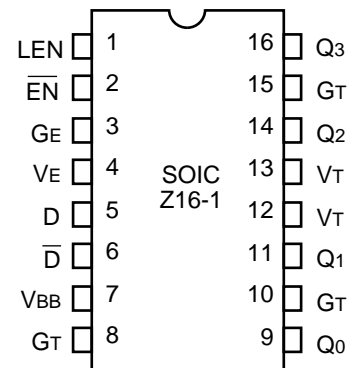 LEN 1 16 Q3
EN 2 15 GT
GE 3 14 Q2
VE 4 13 VT
SOIC
Z16-1
D 5 12 VT
D 6 11 Q1
VBB 7 10 GT
GT 8 9 Q0